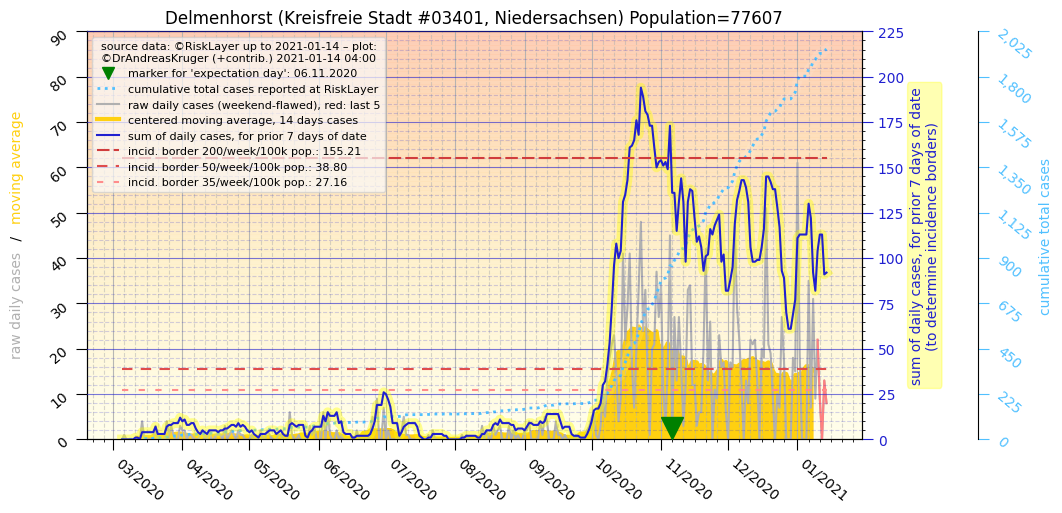 Delmenhorst (Kreisfreie Stadt #03401, Niedersachsen) Population=77607
source data: ©RiskLayer up to 2021-01-14 – plot:
©DrAndreasKruger (+contrib.) 2021-01-14 04:00
marker for 'expectation day': 06.11.2020
cumulative total cases reported at RiskLayer
raw daily cases (weekend-flawed), red: last 5
centered moving average, 14 days cases
sum of daily cases, for prior 7 days of date
incid. border 200/week/100k pop.: 155.21
incid. border 50/week/100k pop.: 38.80
incid. border 35/week/100k pop.: 27.16
raw daily cases / moving average
90
80
70
60
50
40
30
20
10
0
03/2020
04/2020
05/2020
06/2020
07/2020
08/2020
09/2020
10/2020
11/2020
12/2020
01/2021
225
200
175
150
125
100
75
50
25
0
sum of daily cases, for prior 7 days of date
(to determine incidence borders)
2,025
1,800
1,575
1,350
1,125
900
675
450
225
0
cumulative total cases